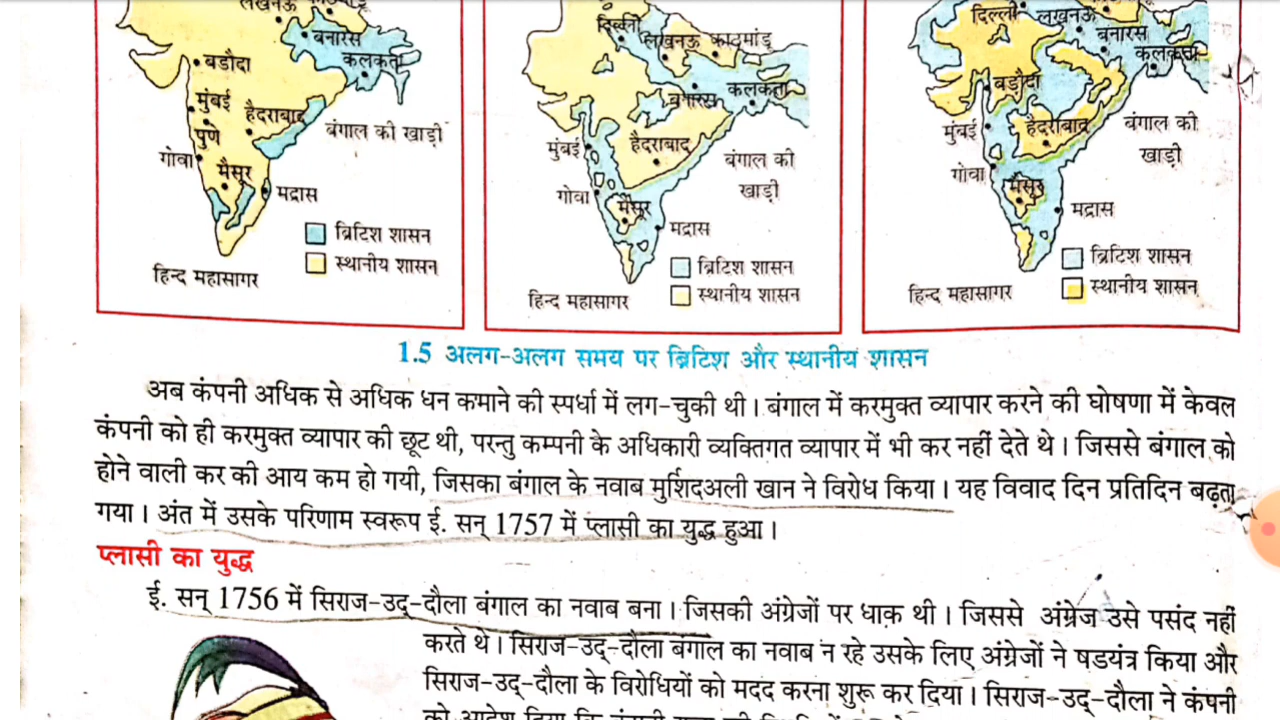 लखनऊ
बनारस
कलकत्ता
बडौदा
मुंबई
हैदराबाद
पुणे
बंगाल की खाड़ी
गोवा
मैसूर
मद्रास
ब्रिटिश शासन
स्थानीय शासन
हिन्द महासागर
दिल्ली
लखनऊ काठमांडू
बनारस
कलकत्ता
मुंबई
हैदराबाद
बंगाल की
खाड़ी
गोवा
मैसूर
मद्रास
ब्रिटिश शासन
स्थानीय शासन
हिन्द महासागर
दिल्ली
लखनऊ
बनारस
कलकत्ता
बडौदा
मुंबई
हैदराबाद
बंगाल की
खाड़ी
गोवा
मैसूर
मद्रास
ब्रिटिश शासन
स्थानीय शासन
हिन्द महासागर
1.5 अलग-अलग समय पर ब्रिटिश और स्थानीय शासन
अब कंपनी अधिक से अधिक धन कमाने की स्पर्धा में लग-चुकी थी। बंगाल में करमुक्त व्यापार करने की घोषणा में केवल
कंपनी को ही करमुक्त व्यापार की छूट थी, परन्तु कम्पनी के अधिकारी व्यक्तिगत व्यापार में भी कर नहीं देते थे। जिससे बंगाल को
होने वाली कर की आय कम हो गयी, जिसका बंगाल के नवाब मुर्शिदअली खान ने विरोध किया। यह विवाद दिन प्रतिदिन बढ़ता
गया। अंत में उसके परिणाम स्वरूप ई. सन् 1757 में प्लासी का युद्ध हुआ।
प्लासी का युद्ध
ई. सन् 1756 में सिराज-उद्-दौला बंगाल का नवाब बना। जिसकी अंग्रेजों पर धाक़ थी। जिससे अंग्रेज उसे पसंद नहीं
करते थे। सिराज-उद्-दौला बंगाल का नवाब न रहे उसके लिए अंग्रेजों ने षडयंत्र किया और
सिराज-उद्-दौला के विरोधियों को मदद करना शुरू कर दिया। सिराज-उद्-दौला ने कंपनी
को आदेश दिया कि